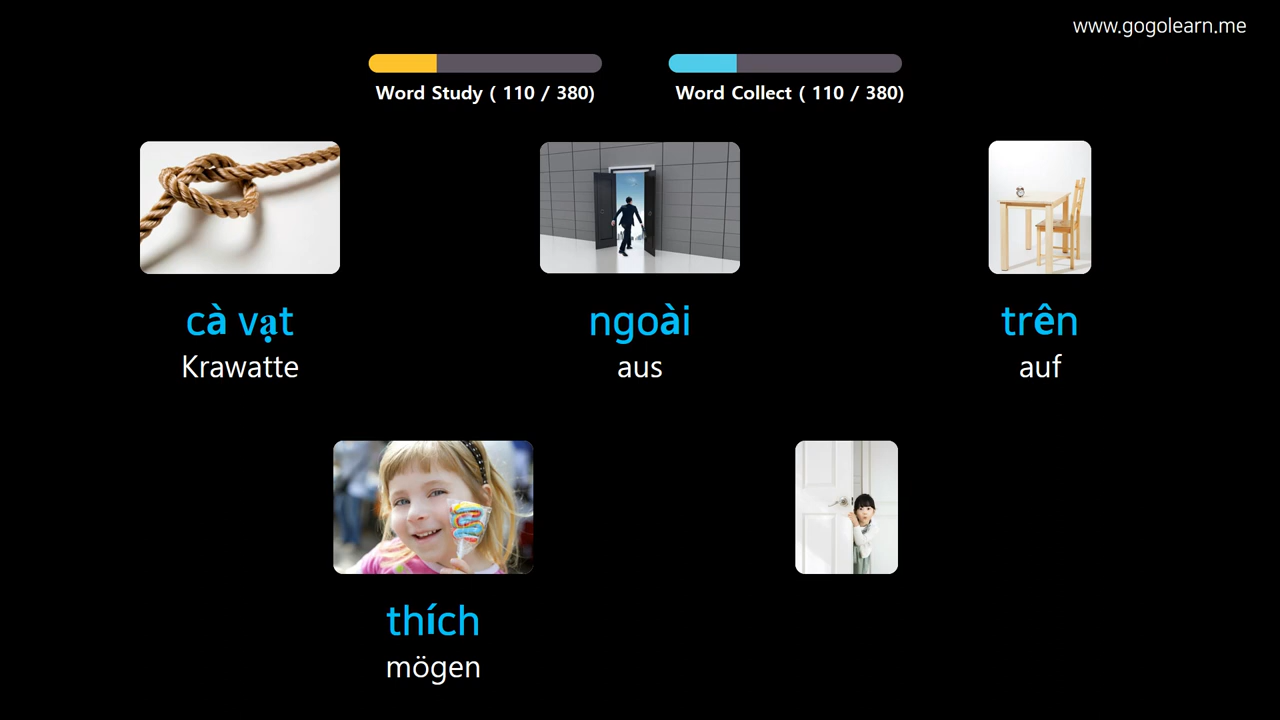 www.gogolearn.me
Word Study ( 110 / 380)
Word Collect ( 110 / 380)
cà vạt
Krawatte
ngoài
aus
trên
auf
thích
mögen